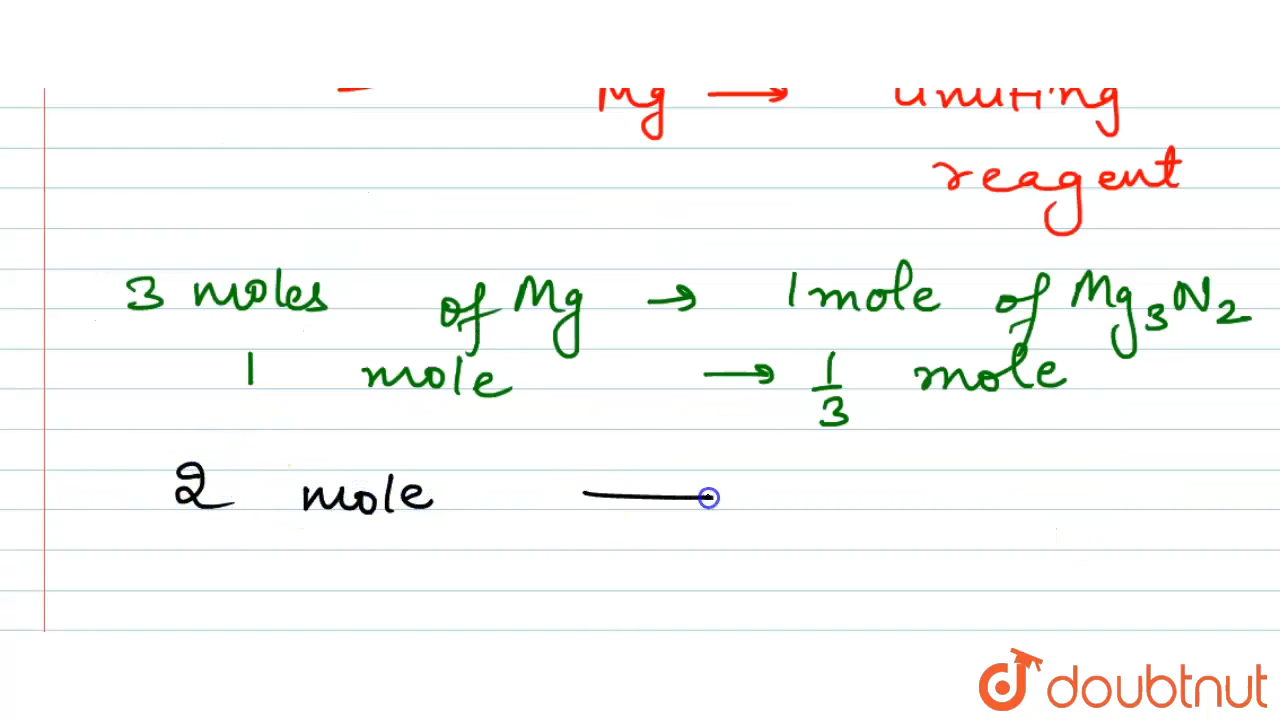 Mg → limiting
reagent
3 moles of Mg → 1 mole of Mg₃N₂
1 mole → 1/3 mole
2 mole
doubtnut